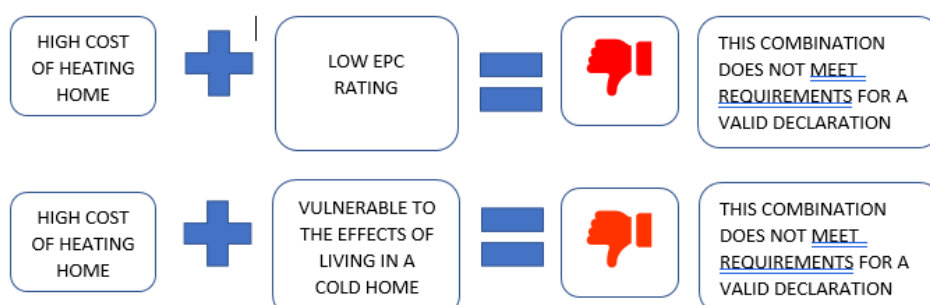 HIGH COST
OF HEATING
HOME
LOW EPC
RATING
THIS COMBINATION
DOES NOT MEET
REQUIREMENTS FOR A
VALID DECLARATION
HIGH COST
OF HEATING
HOME
VULNERABLE TO
THE EFFECTS OF
LIVING IN A
COLD HOME
THIS COMBINATION
DOES NOT MEET
REQUIREMENTS FOR A
VALID DECLARATION